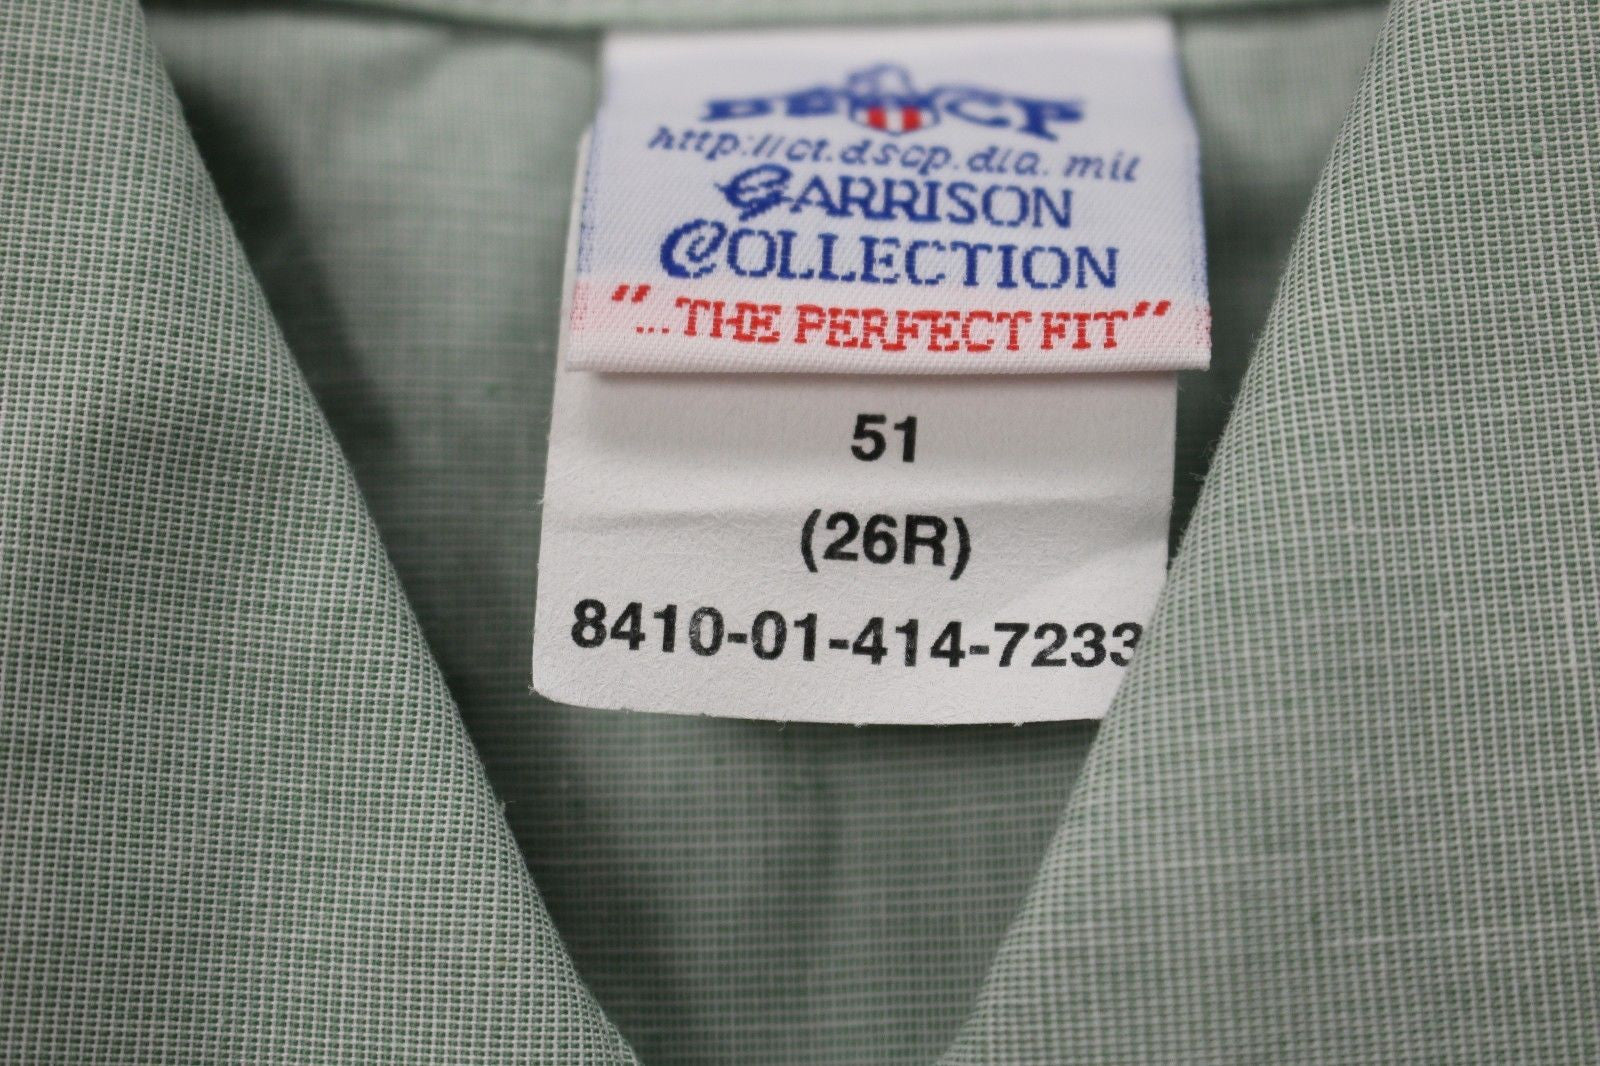 DSCP
http://ct.dscp.dla.mil
GARRISON
COLLECTION
"...THE PERFECT FIT"
51
(26R)
8410-01-414-7233